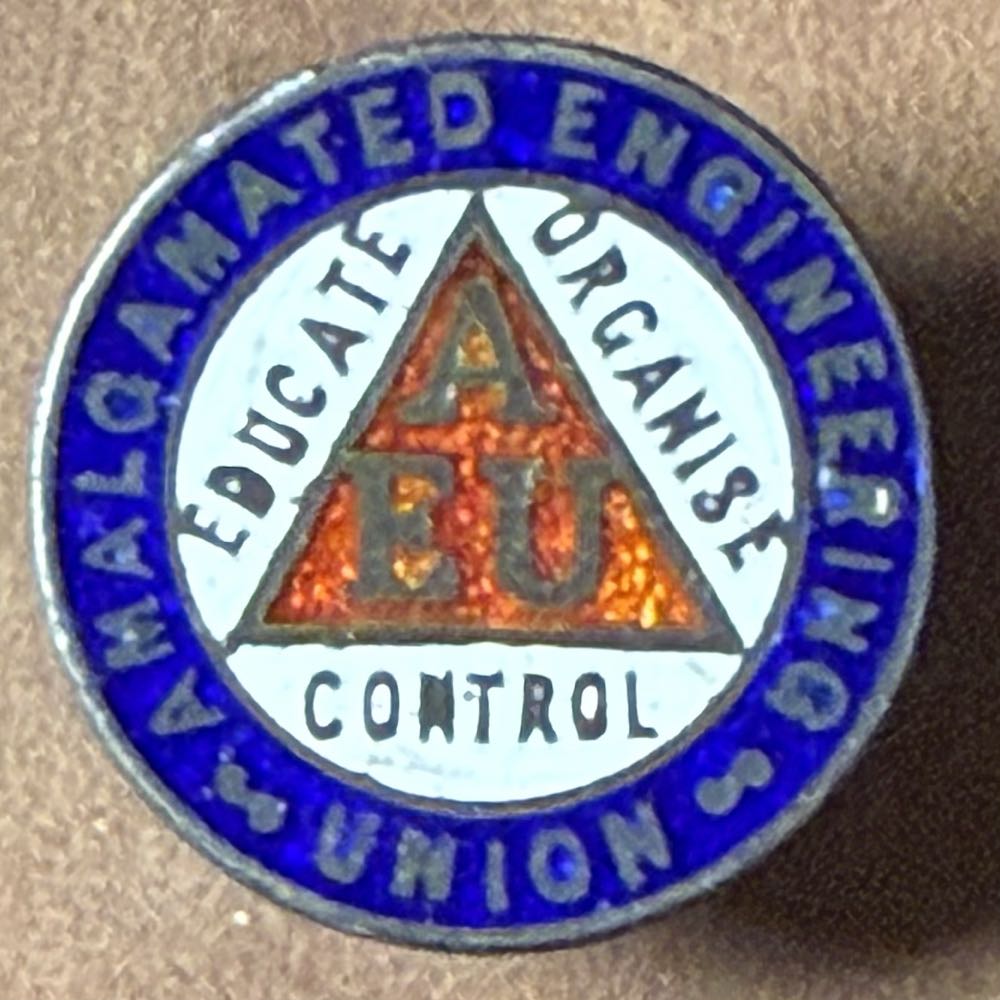 AMALGAMATED ENGINEERING
UNION
EDUCATE
ORGANISE
CONTROL
A
EU